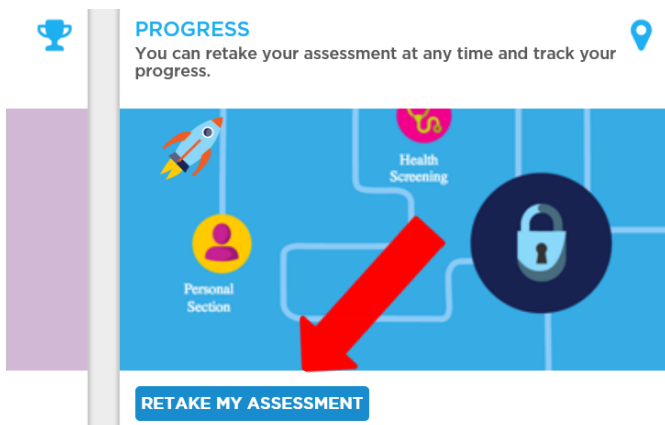 PROGRESS
You can retake your assessment at any time and track your
progress.
Health
Screening
Personal
Section
RETAKE MY ASSESSMENT